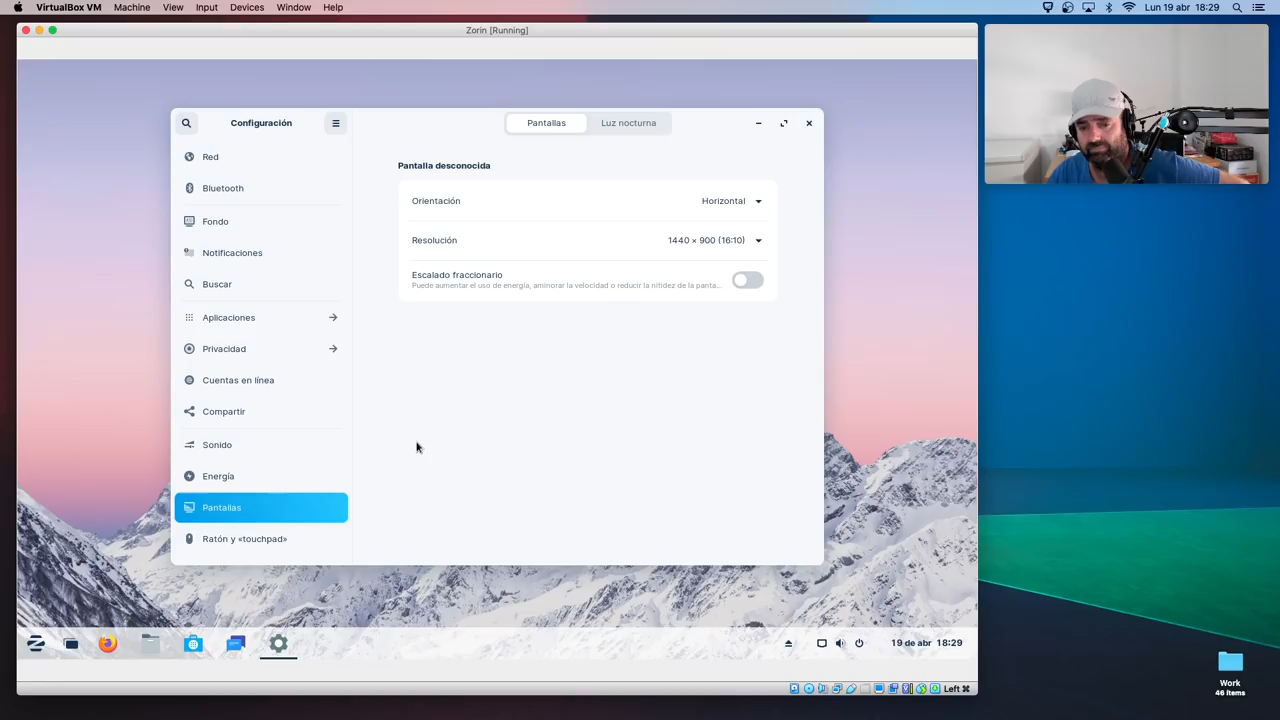 VirtualBox VM Machine View Input Devices Window Help Lun 19 abr 18:29
Zorin [Running]
Configuración
Pantallas Luz nocturna
Red
Bluetooth
Fondo
Notificaciones
Buscar
Aplicaciones
Privacidad
Cuentas en línea
Compartir
Sonido
Energía
Pantallas
Ratón y «touchpad»
Pantalla desconocida
Orientación Horizontal
Resolución 1440 × 900 (16:10)
Escalado fraccionario
Puede aumentar el uso de energía, aminorar la velocidad o reducir la nitidez de la panta…
19 de abr 18:29
Left ⌘
Work
46 items